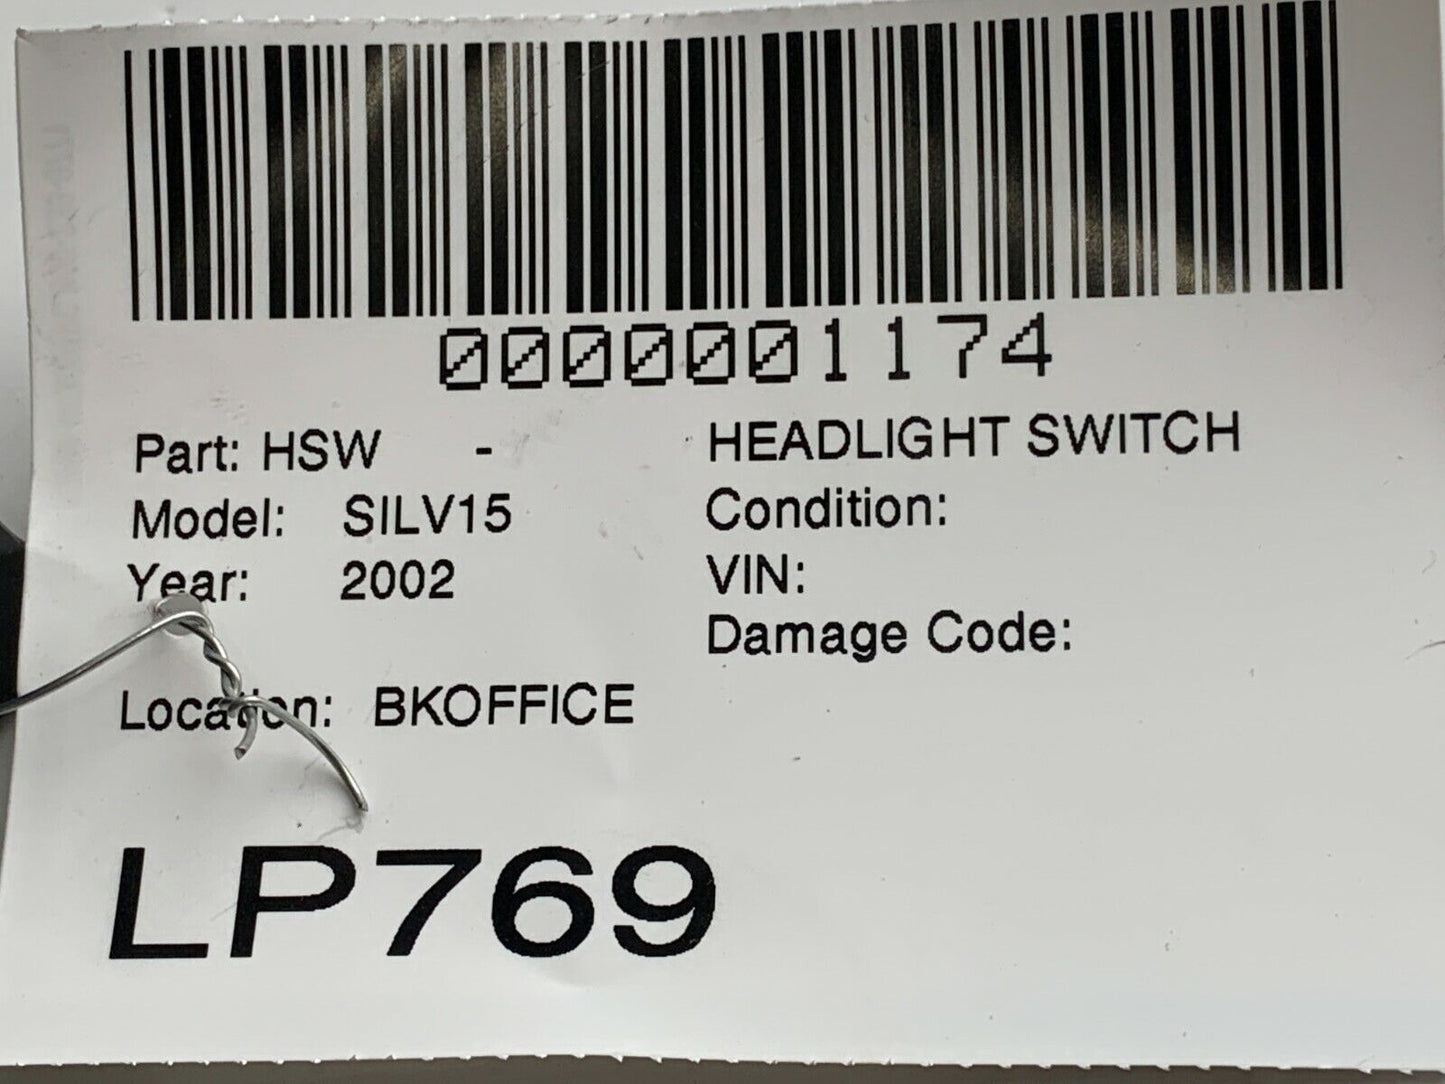 0000001174
Part: HSW - HEADLIGHT SWITCH
Model: SILV15 Condition:
Year: 2002 VIN:
Damage Code:
Location: BKOFFICE
LP769